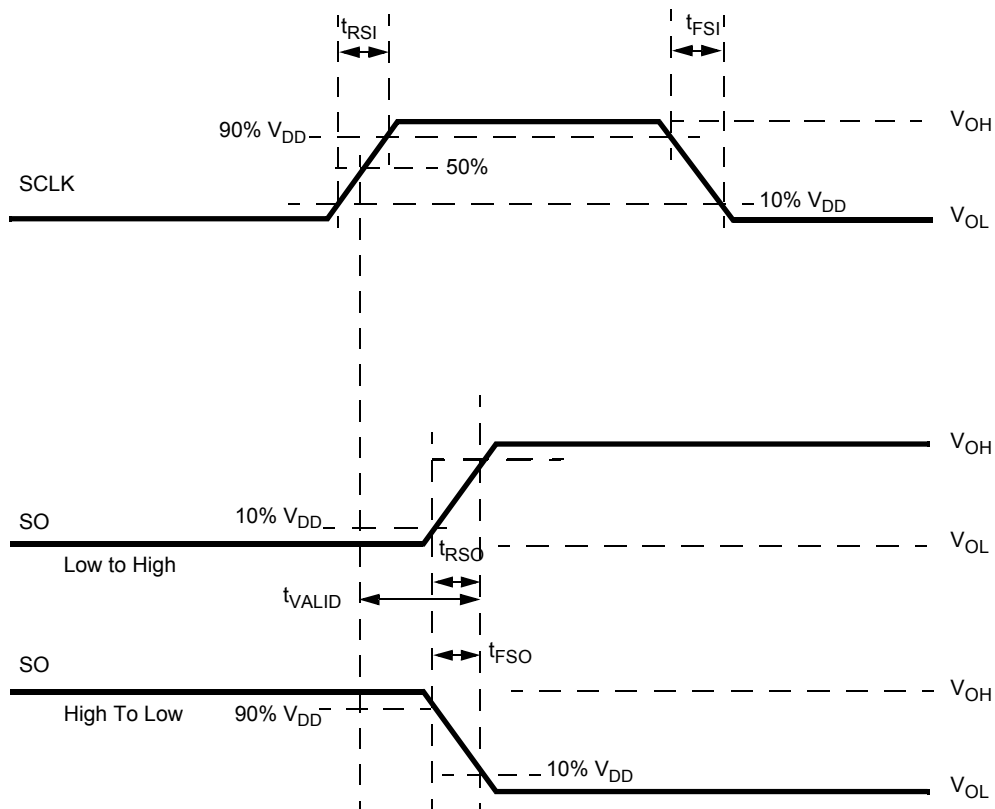 tRSI
tFSI
90% VDD
VOH
50%
SCLK
10% VDD
VOL
VOH
SO
10% VDD
Low to High
VOL
tRSO
tVALID
tFSO
SO
VOH
High To Low
90% VDD
10% VDD
VOL